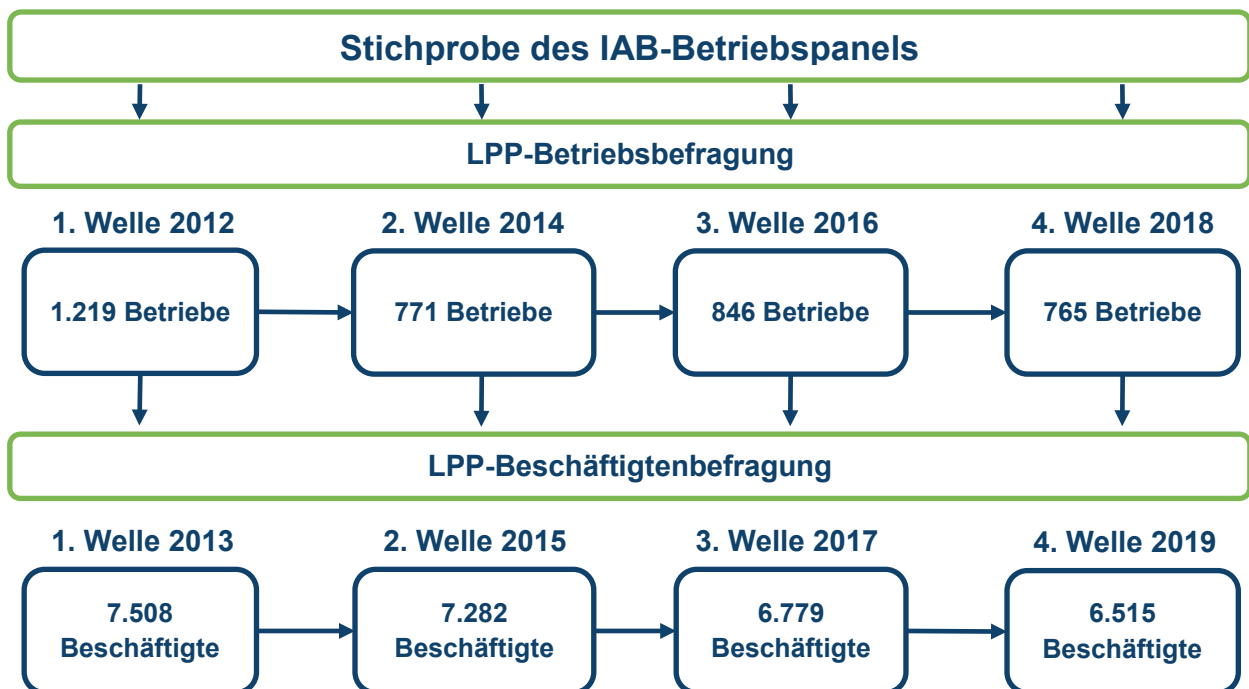 Stichprobe des IAB-Betriebspanels
LPP-Betriebsbefragung
1. Welle 2012
2. Welle 2014
3. Welle 2016
4. Welle 2018
1.219 Betriebe
771 Betriebe
846 Betriebe
765 Betriebe
LPP-Beschäftigtenbefragung
1. Welle 2013
2. Welle 2015
3. Welle 2017
4. Welle 2019
7.508
Beschäftigte
7.282
Beschäftigte
6.779
Beschäftigte
6.515
Beschäftigte